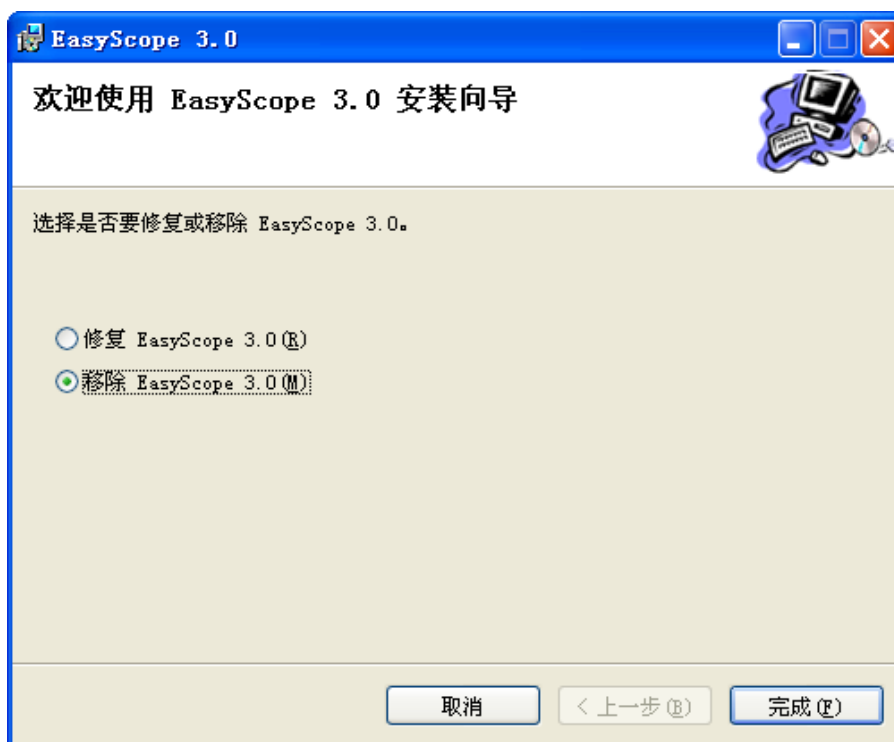 EasyScope 3.0
欢迎使用 EasyScope 3.0 安装向导
选择是否要修复或移除 EasyScope 3.0。
修复 EasyScope 3.0(R)
移除 EasyScope 3.0(M)
取消 < 上一步(B) 完成(F)